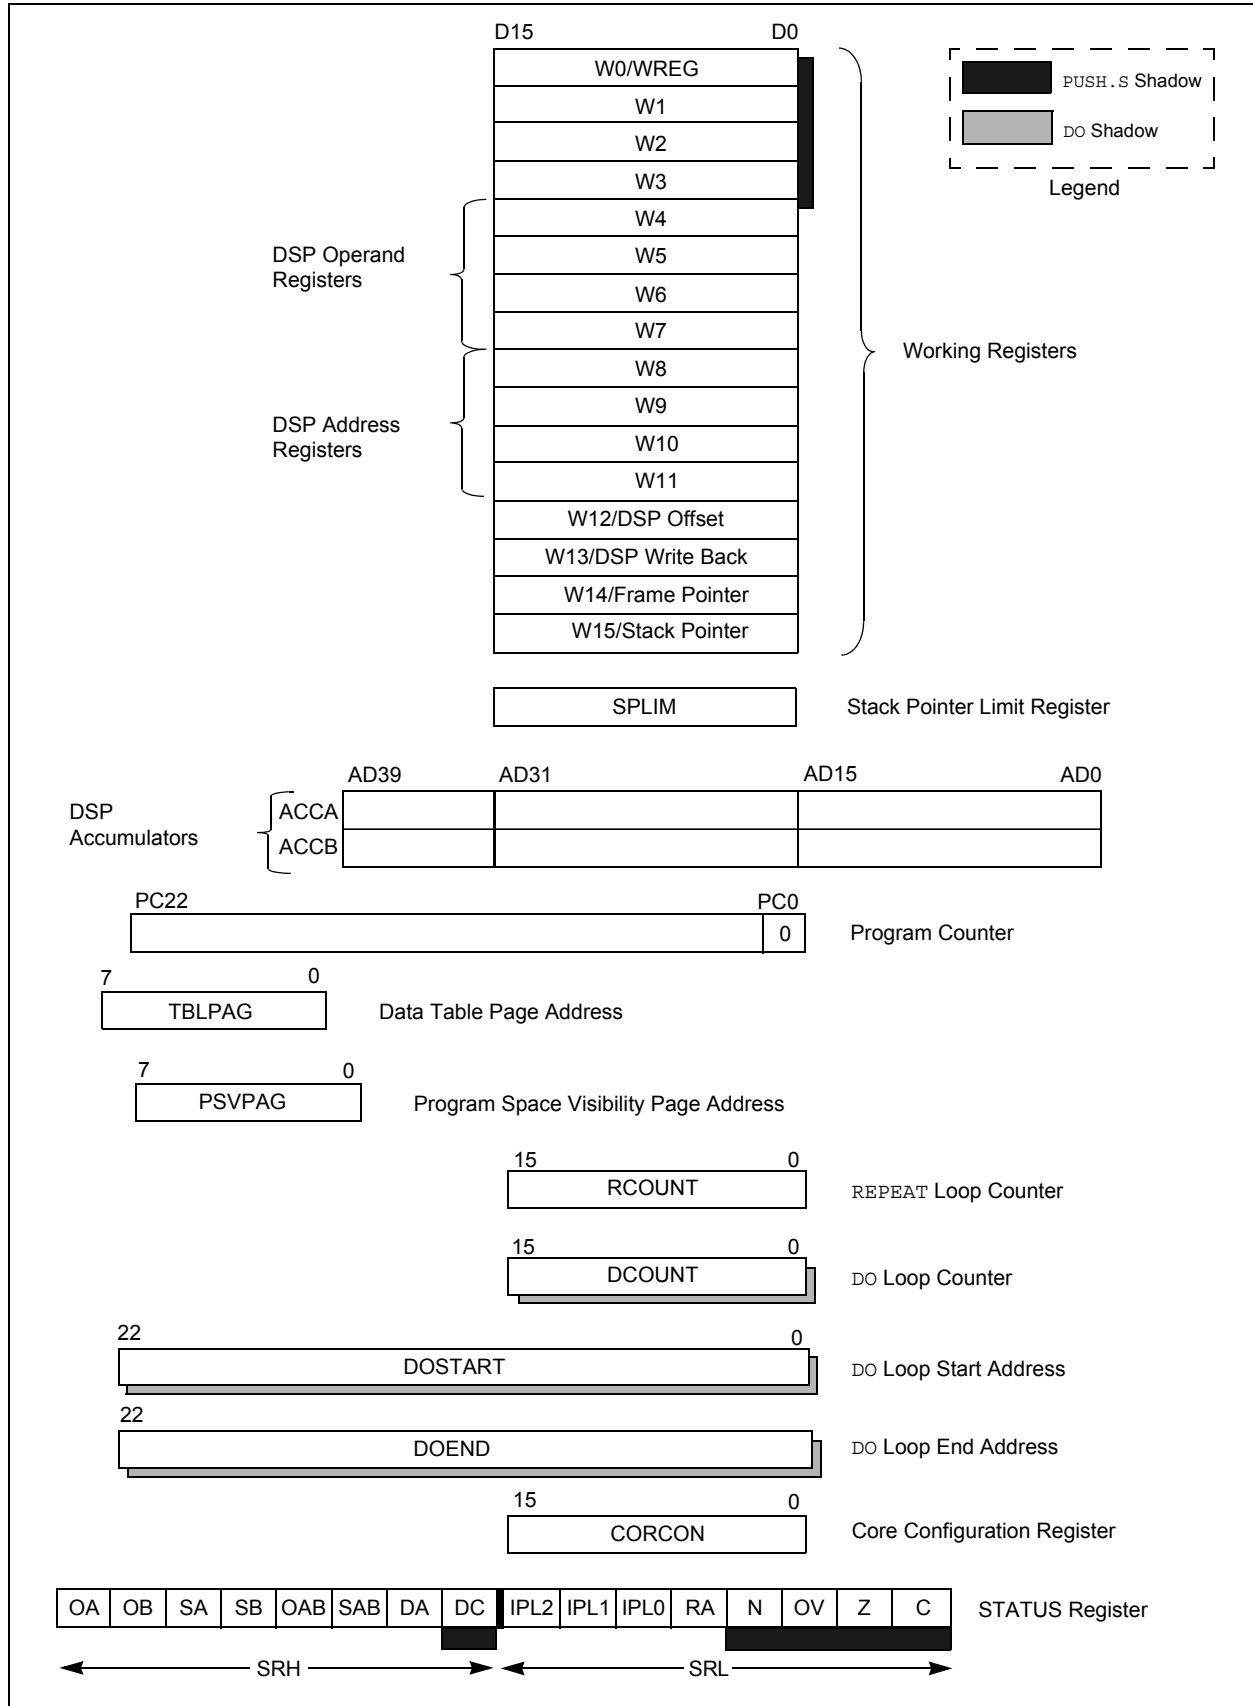 D15 D0
W0/WREG
W1
W2
W3
W4
W5
W6
W7
W8
W9
W10
W11
W12/DSP Offset
W13/DSP Write Back
W14/Frame Pointer
W15/Stack Pointer
PUSH.S Shadow
DO Shadow
Legend
DSP Operand
Registers
DSP Address
Registers
Working Registers
SPLIM Stack Pointer Limit Register
AD39 AD31 AD15 AD0
DSP
Accumulators
ACCA
ACCB
PC22 PC0
0 Program Counter
7 0
TBLPAG Data Table Page Address
7 0
PSVPAG Program Space Visibility Page Address
15 0
RCOUNT REPEAT Loop Counter
15 0
DCOUNT DO Loop Counter
22 0
DOSTART DO Loop Start Address
22
DOEND DO Loop End Address
15 0
CORCON Core Configuration Register
OA OB SA SB OAB SAB DA DC IPL2 IPL1 IPL0 RA N OV Z C STATUS Register
SRH SRL